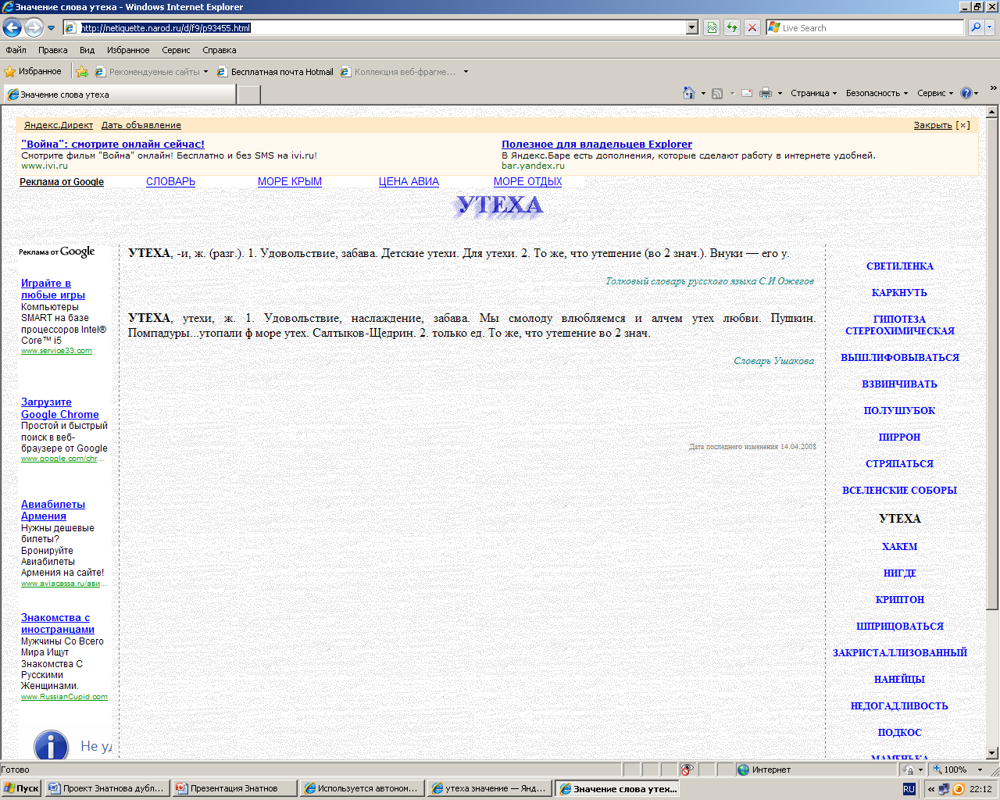 Значение слова утеха - Windows Internet Explorer
http://netiquette.narod.ru/d/f9/p93455.html
Live Search
Файл Правка Вид Избранное Сервис Справка
Избранное Рекомендуемые сайты Бесплатная почта Hotmail Коллекция веб-фрагме...
Значение слова утеха
Страница Безопасность Сервис »
Яндекс.Директ Дать объявление Закрыть [×]
"Война": смотрите онлайн сейчас!
Смотрите фильм "Война" онлайн! Бесплатно и без SMS на ivi.ru!
www.ivi.ru
Полезное для владельцев Explorer
В Яндекс.Баре есть дополнения, которые сделают работу в интернете удобней.
bar.yandex.ru
Реклама от Google СЛОВАРЬ МОРЕ КРЫМ ЦЕНА АВИА МОРЕ ОТДЫХ
УТЕХА
Реклама от Google
Играйте в
любые игры
Компьютеры
SMART на базе
процессоров Intel®
Core™ i5
www.service33.com
Загрузите
Google Chrome
Простой и быстрый
поиск в веб-
браузере от Google
www.google.com/chr...
Авиабилеты
Армения
Нужны дешевые
билеты?
Бронируйте
Авиабилеты
Армения на сайте!
www.aviacassa.ru/ави...
Знакомства с
иностранцами
Мужчины Со Всего
Мира Ищут
Знакомства С
Русскими
Женщинами.
www.RussianCupid.com
Не уд
УТЕХА, -и, ж. (разг.). 1. Удовольствие, забава. Детские утехи. Для утехи. 2. То же, что утешение (во 2 знач.). Внуки — его у.
Толковый словарь русского языка С.И.Ожегов
УТЕХА, утехи, ж. 1. Удовольствие, наслаждение, забава. Мы смолоду влюбляемся и алчем утех любви. Пушкин.
Помпадуры...утопали ф море утех. Салтыков-Щедрин. 2. только ед. То же, что утешение во 2 знач.
Словарь Ушакова
Дата последнего изменения 14.04.2008
СВЕТИЛЕНКА
КАРКНУТЬ
ГИПОТЕЗА
СТЕРЕОХИМИЧЕСКАЯ
ВЫШЛИФОВЫВАТЬСЯ
ВЗВИНЧИВАТЬ
ПОЛУШУБОК
ПИРРОН
СТРЯПАТЬСЯ
ВСЕЛЕНСКИЕ СОБОРЫ
УТЕХА
ХАКЕМ
НИГДЕ
КРИПТОН
ШПРИЦОВАТЬСЯ
ЗАКРИСТАЛЛИЗОВАННЫЙ
НАНЕЙЦЫ
НЕДОГАДЛИВОСТЬ
ПОДКОС
МАМЕНЬКА
Готово Интернет 100%
Пуск Проект Знатнова дубл... Презентация Знатнов Используется автоном... утеха значение — Янд... Значение слова утех... RU « 22:12